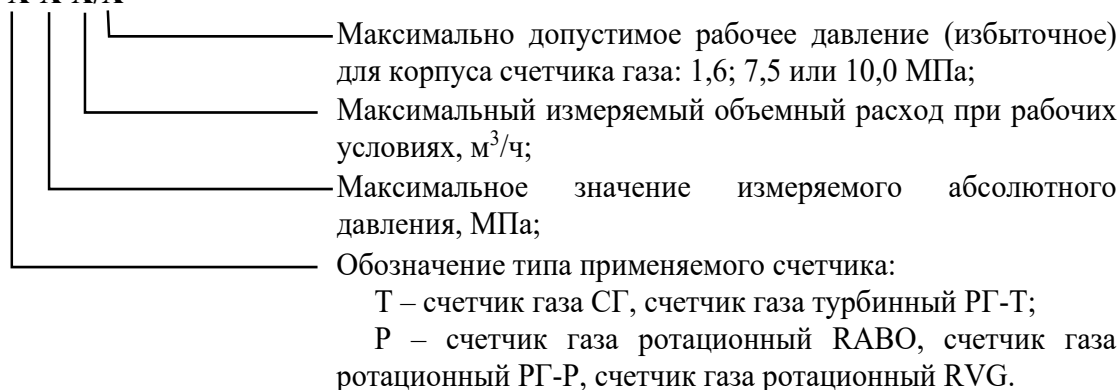 Максимально допустимое рабочее давление (избыточное)
для корпуса счетчика газа: 1,6; 7,5 или 10,0 МПа;
Максимальный измеряемый объемный расход при рабочих
условиях, м³/ч;
Максимальное значение измеряемого абсолютного
давления, МПа;
Обозначение типа применяемого счетчика:
Т – счетчик газа СГ, счетчик газа турбинный РГ-Т;
Р – счетчик газа ротационный RABO, счетчик газа
ротационный РГ-Р, счетчик газа ротационный RVG.